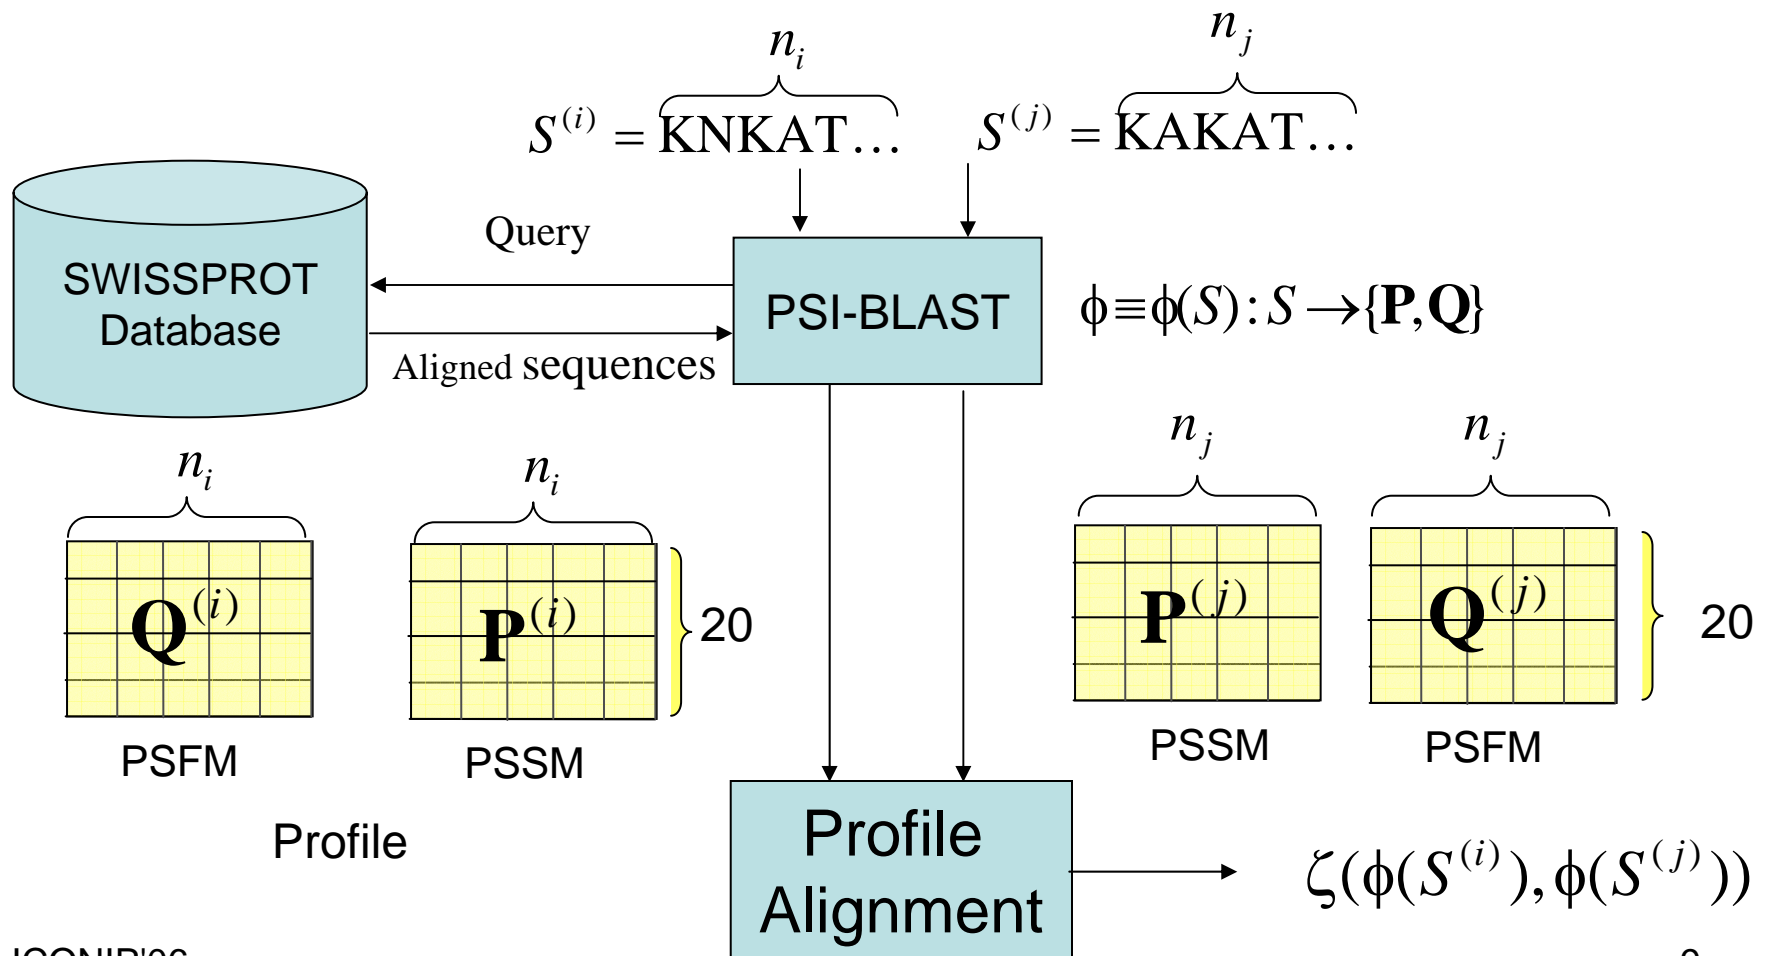 n_i
n_j
S^(i) = KNKAT...
S^(j) = KAKAT...
SWISSPROT
Database
Query
Aligned sequences
PSI-BLAST
ϕ≡ϕ(S):S→{P,Q}
n_i
n_i
n_j
n_j
Q^(i)
P^(i)
20
P^(j)
Q^(j)
20
PSFM
PSSM
PSSM
PSFM
Profile
Profile
Alignment
ζ(ϕ(S^(i)),ϕ(S^(j)))